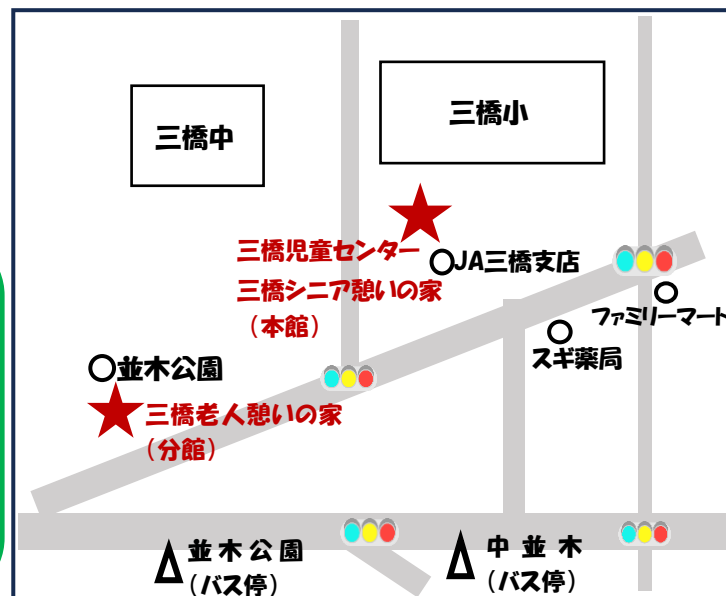 三橋中
三橋小
三橋児童センター
JA三橋支店
三橋シニア憩いの家
(本館)
ファミリーマート
スギ薬局
並木公園
三橋老人憩いの家
(分館)
並木公園
(バス停)
中並木
(バス停)